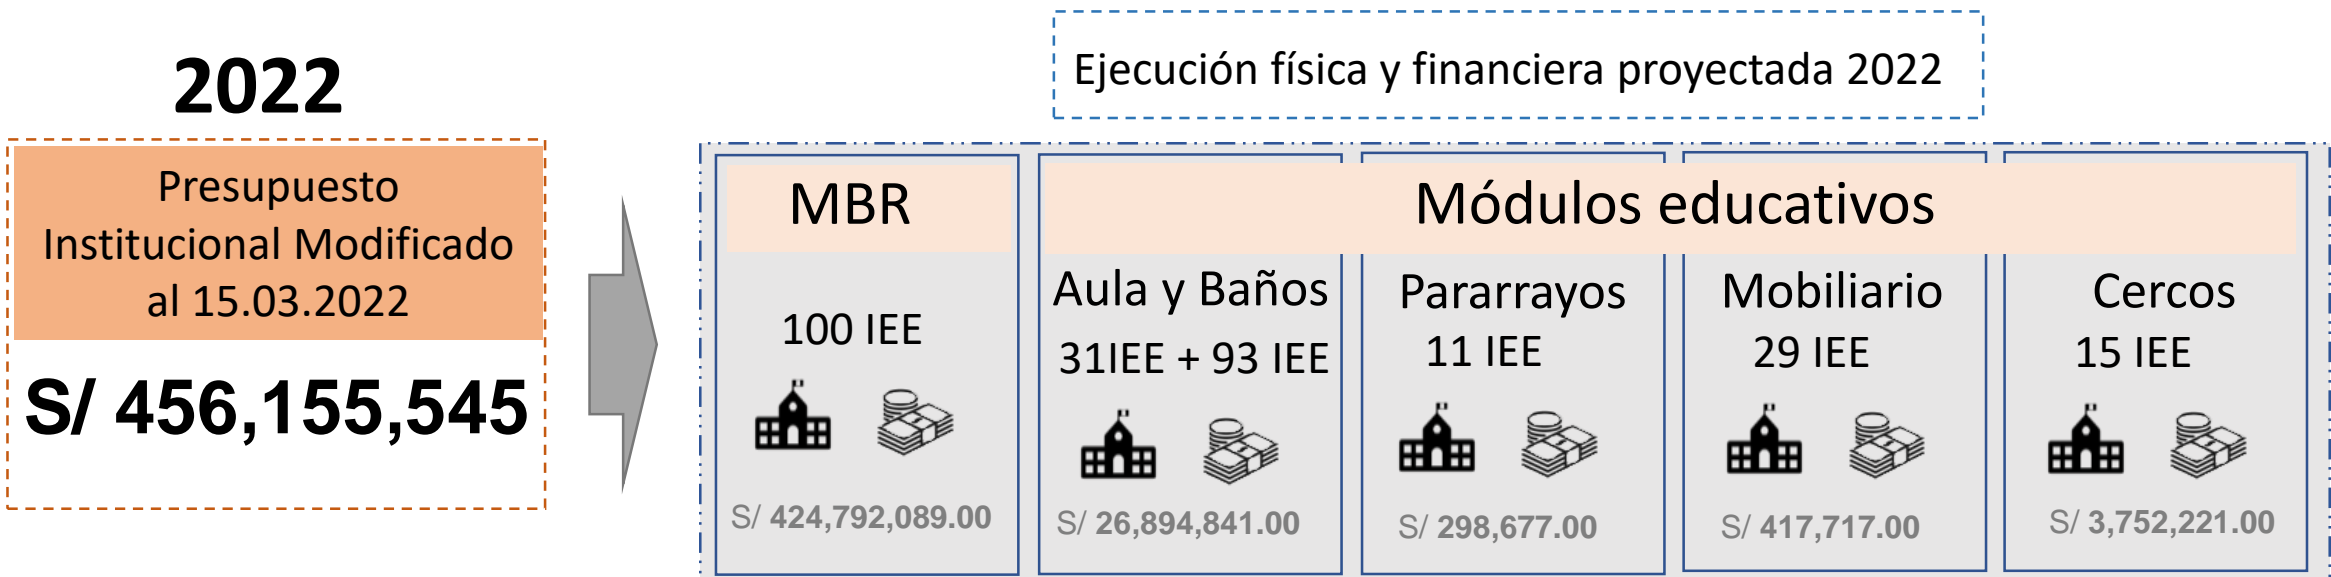 2022
Presupuesto
Institucional Modificado
al 15.03.2022
S/ 456,155,545
Ejecución física y financiera proyectada 2022
MBR
100 IEE
S/ 424,792,089.00
Módulos educativos
Aula y Baños
31IEE + 93 IEE
S/ 26,894,841.00
Pararrayos
11 IEE
S/ 298,677.00
Mobiliario
29 IEE
S/ 417,717.00
Cercos
15 IEE
S/ 3,752,221.00